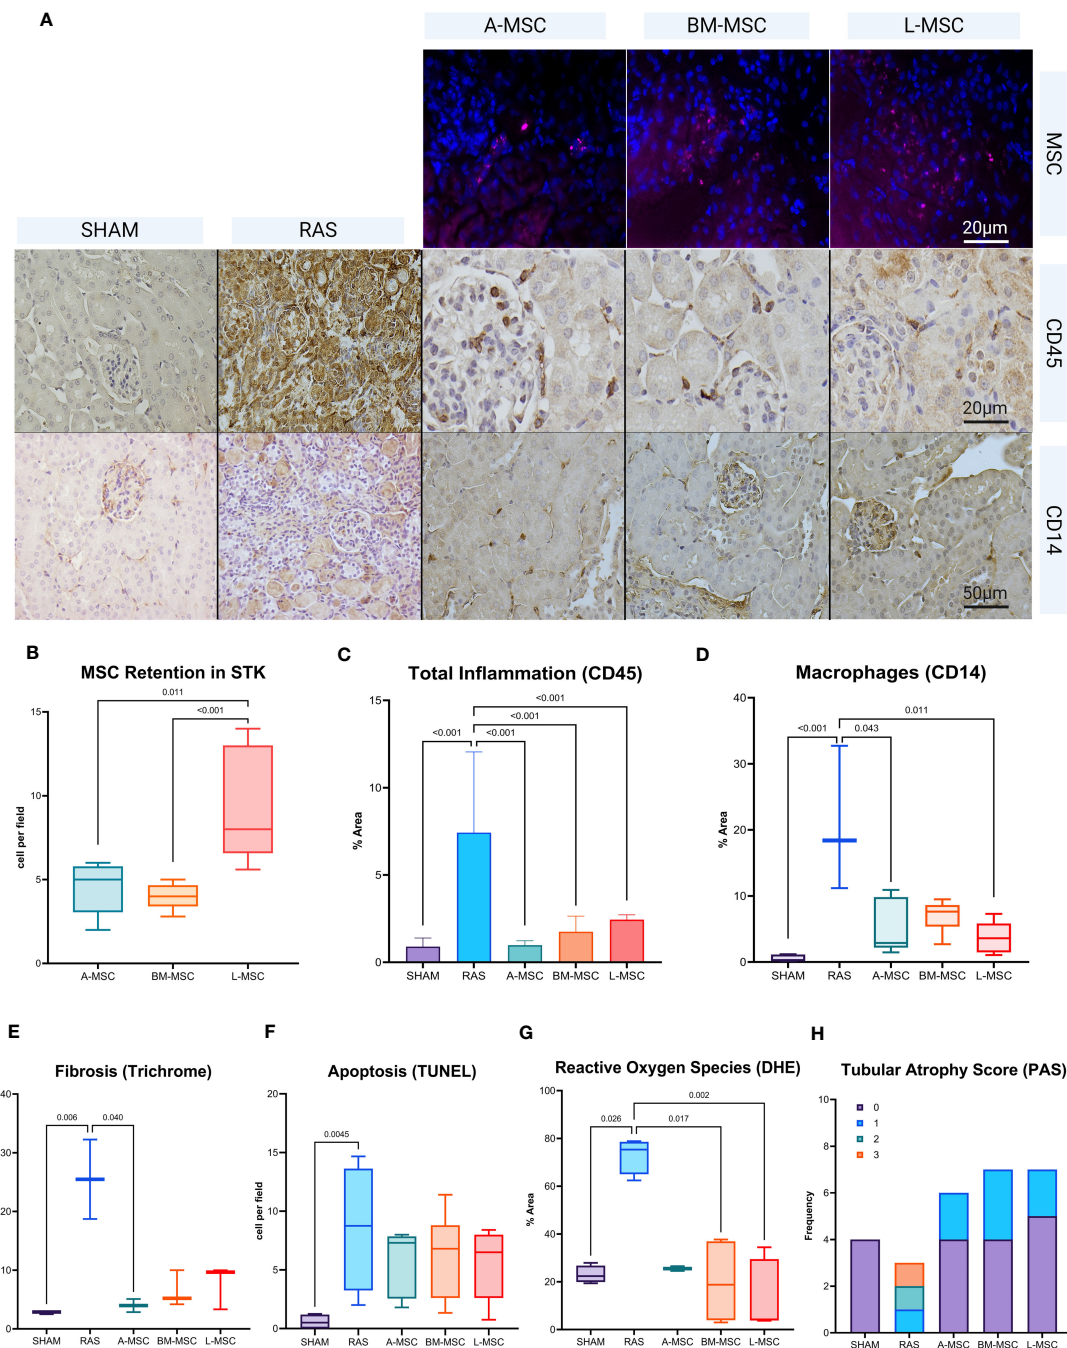 A
A-MSC BM-MSC L-MSC
MSC
20µm
SHAM RAS
CD45
20µm
CD14
50µm
B
MSC Retention in STK
0.011
<0.001
cell per field
15
10
5
0
A-MSC BM-MSC L-MSC
C
Total Inflammation (CD45)
<0.001
<0.001
<0.001 <0.001
% Area
15
10
5
0
SHAM RAS A-MSC BM-MSC L-MSC
D
Macrophages (CD14)
0.011
<0.001 0.043
% Area
40
30
20
10
0
SHAM RAS A-MSC BM-MSC L-MSC
E
Fibrosis (Trichrome)
0.006 0.040
40
30
20
10
0
SHAM RAS A-MSC BM-MSC L-MSC
F
Apoptosis (TUNEL)
0.0045
cell per field
20
15
10
5
0
SHAM RAS A-MSC BM-MSC L-MSC
G
Reactive Oxygen Species (DHE)
0.002
0.026 0.017
% Area
100
80
60
40
20
0
SHAM RAS A-MSC BM-MSC L-MSC
H
Tubular Atrophy Score (PAS)
0
1
2
3
Frequency
10
8
6
4
2
0
SHAM RAS A-MSC BM-MSC L-MSC